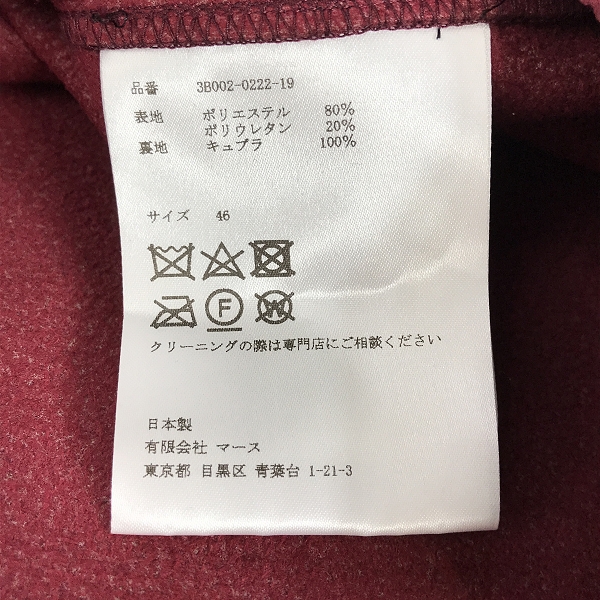 品番 3B002-0222-19
表地 ポリエステル 80%
ポリウレタン 20%
裏地 キュプラ 100%
サイズ 46
F W
クリーニングの際は専門店にご相談ください
日本製
有限会社 マース
東京都 目黒区 青葉台 1-21-3